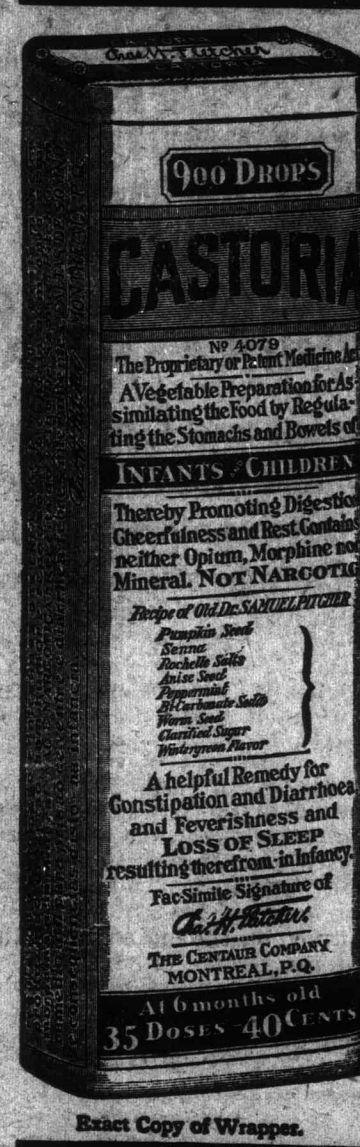 Chas. H. Fletcher
900 DROPS
CASTORIA
No 4079
The Proprietary or Patent Medicine Ac
A Vegetable Preparation for As-
similating the Food by Regula-
ting the Stomachs and Bowels of
INFANTS CHILDREN
Thereby Promoting Digestion
Cheerfulness and Rest. Contains
neither Opium, Morphine nor
Mineral. NOT NARCOTIC
Recipe of Old Dr. SAMUEL PITCHER
Pumpkin Seed
Senna
Rochelle Salts
Anise Seed
Peppermint
Bi-Carbonate Soda
Worm Seed
Clarified Sugar
Wintergreen Flavor
A helpful Remedy for
Constipation and Diarrhoea
and Feverishness and
LOSS OF SLEEP
resulting therefrom-in Infancy.
Fac-Simile Signature of
Chas. H. Fletcher.
THE CENTAUR COMPANY
MONTREAL, P.Q.
At 6 months old
35 DOSES - 40 CENTS
Exact Copy of Wrapper.